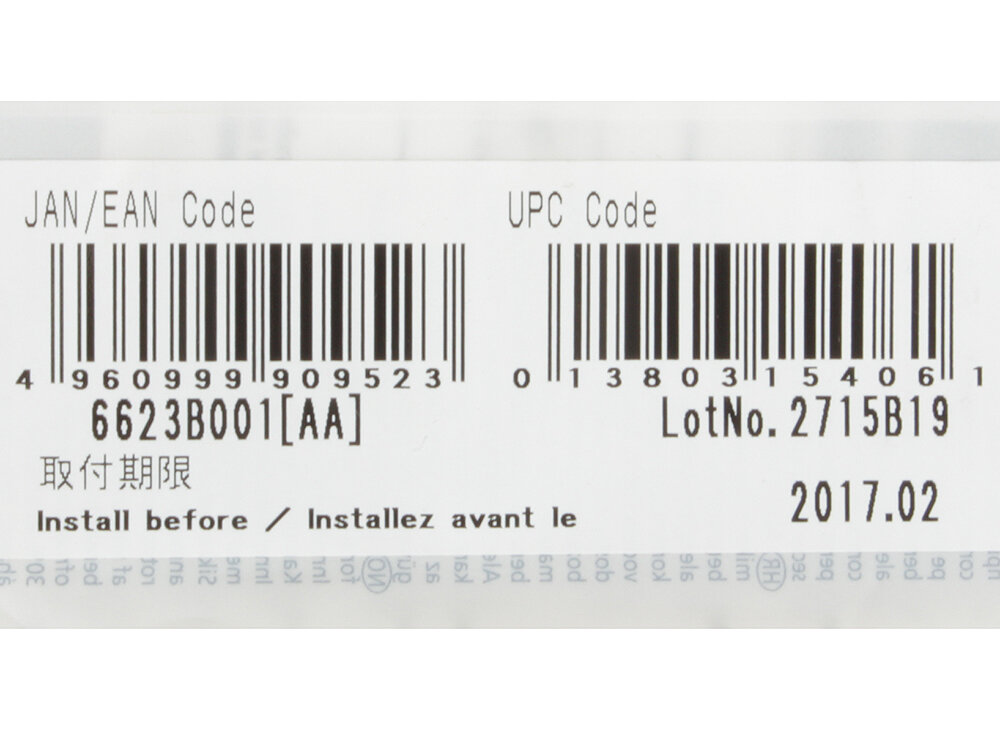 JAN/EAN Code
UPC Code
4 960999 909523
0 13803 15406 1
6623B001[AA]
LotNo. 2715B19
取付期限
Install before / Installez avant le
2017.02